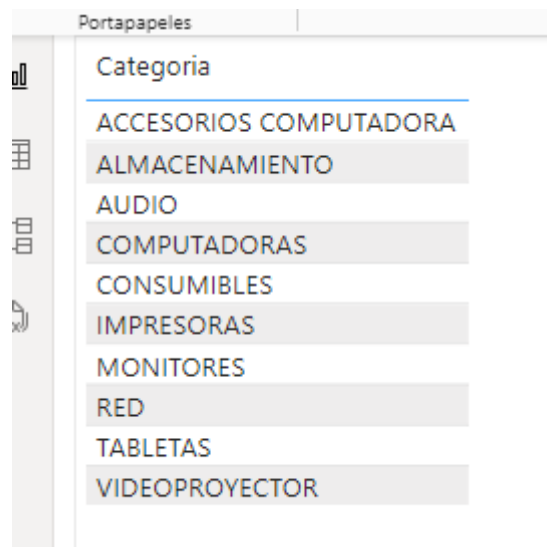 Portapapeles
Categoria
ACCESORIOS COMPUTADORA
ALMACENAMIENTO
AUDIO
COMPUTADORAS
CONSUMIBLES
IMPRESORAS
MONITORES
RED
TABLETAS
VIDEOPROYECTOR